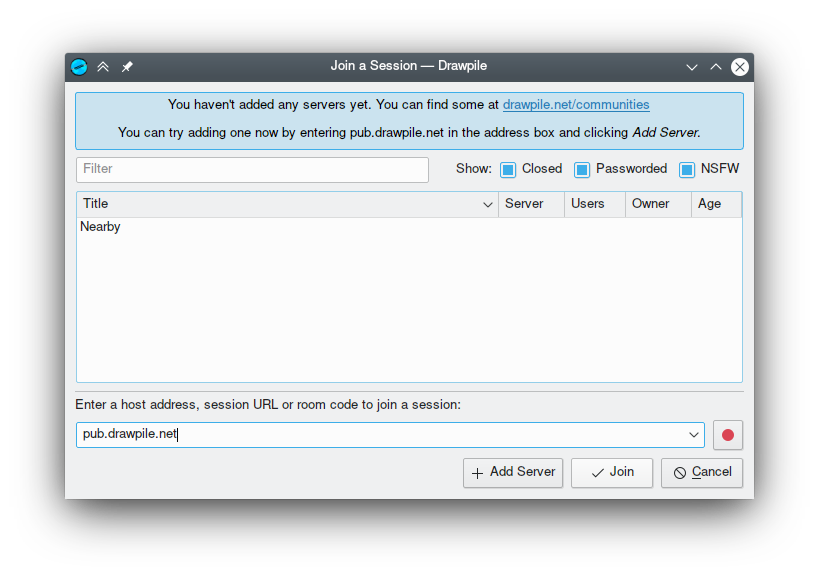 Join a Session — Drawpile
You haven't added any servers yet. You can find some at drawpile.net/communities
You can try adding one now by entering pub.drawpile.net in the address box and clicking Add Server.
Filter
Show: Closed Passworded NSFW
Title Server Users Owner Age
Nearby
Enter a host address, session URL or room code to join a session:
pub.drawpile.net
Add Server Join Cancel